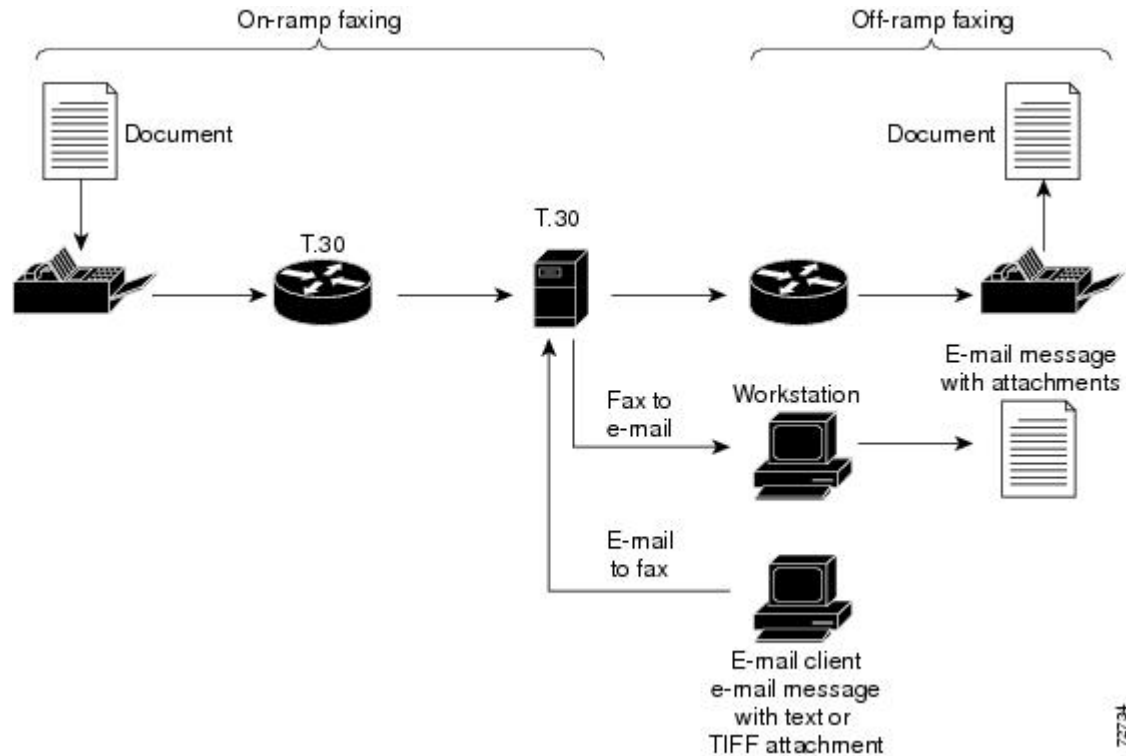 On-ramp faxing
Off-ramp faxing
Document
Document
T.30
T.30
E-mail message
with attachments
Fax to
e-mail
Workstation
E-mail
to fax
E-mail client
e-mail message
with text or
TIFF attachment
72734